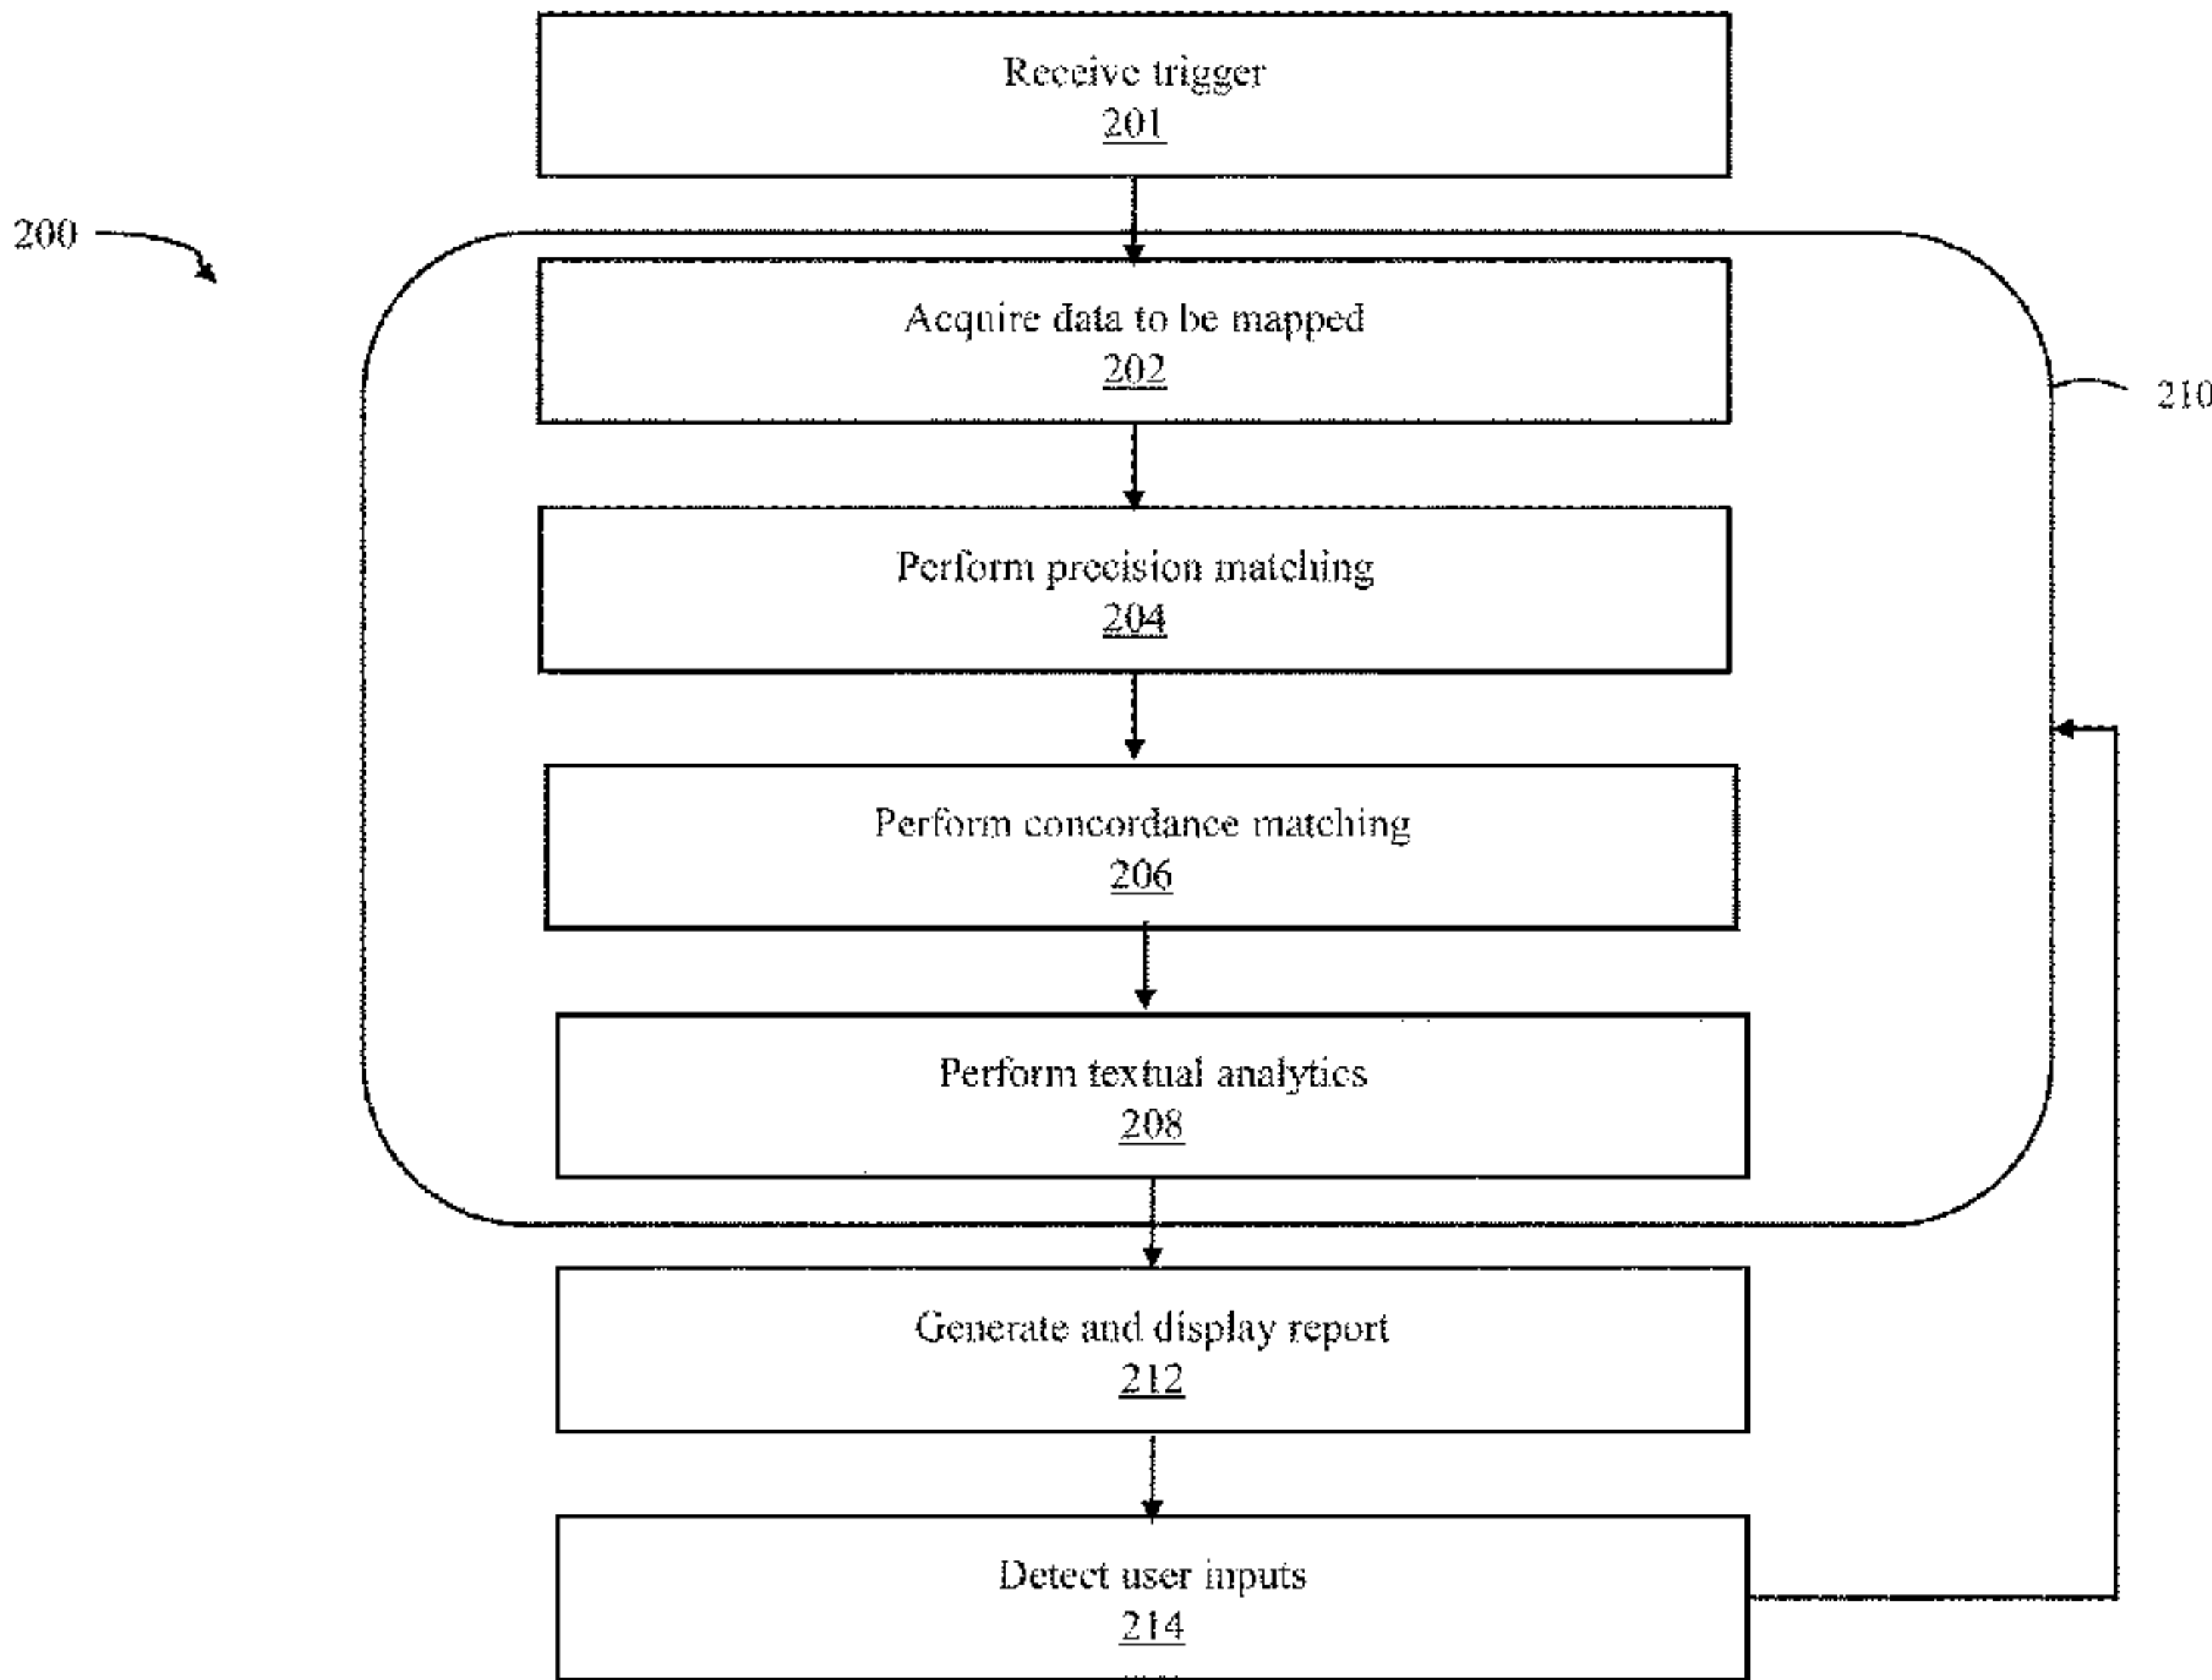 Receive trigger
201
200
Acquire data to be mapped
202
210
Perform precision matching
204
Perform concordance matching
206
Perform textual analytics
208
Generate and display report
212
Detect user inputs
214